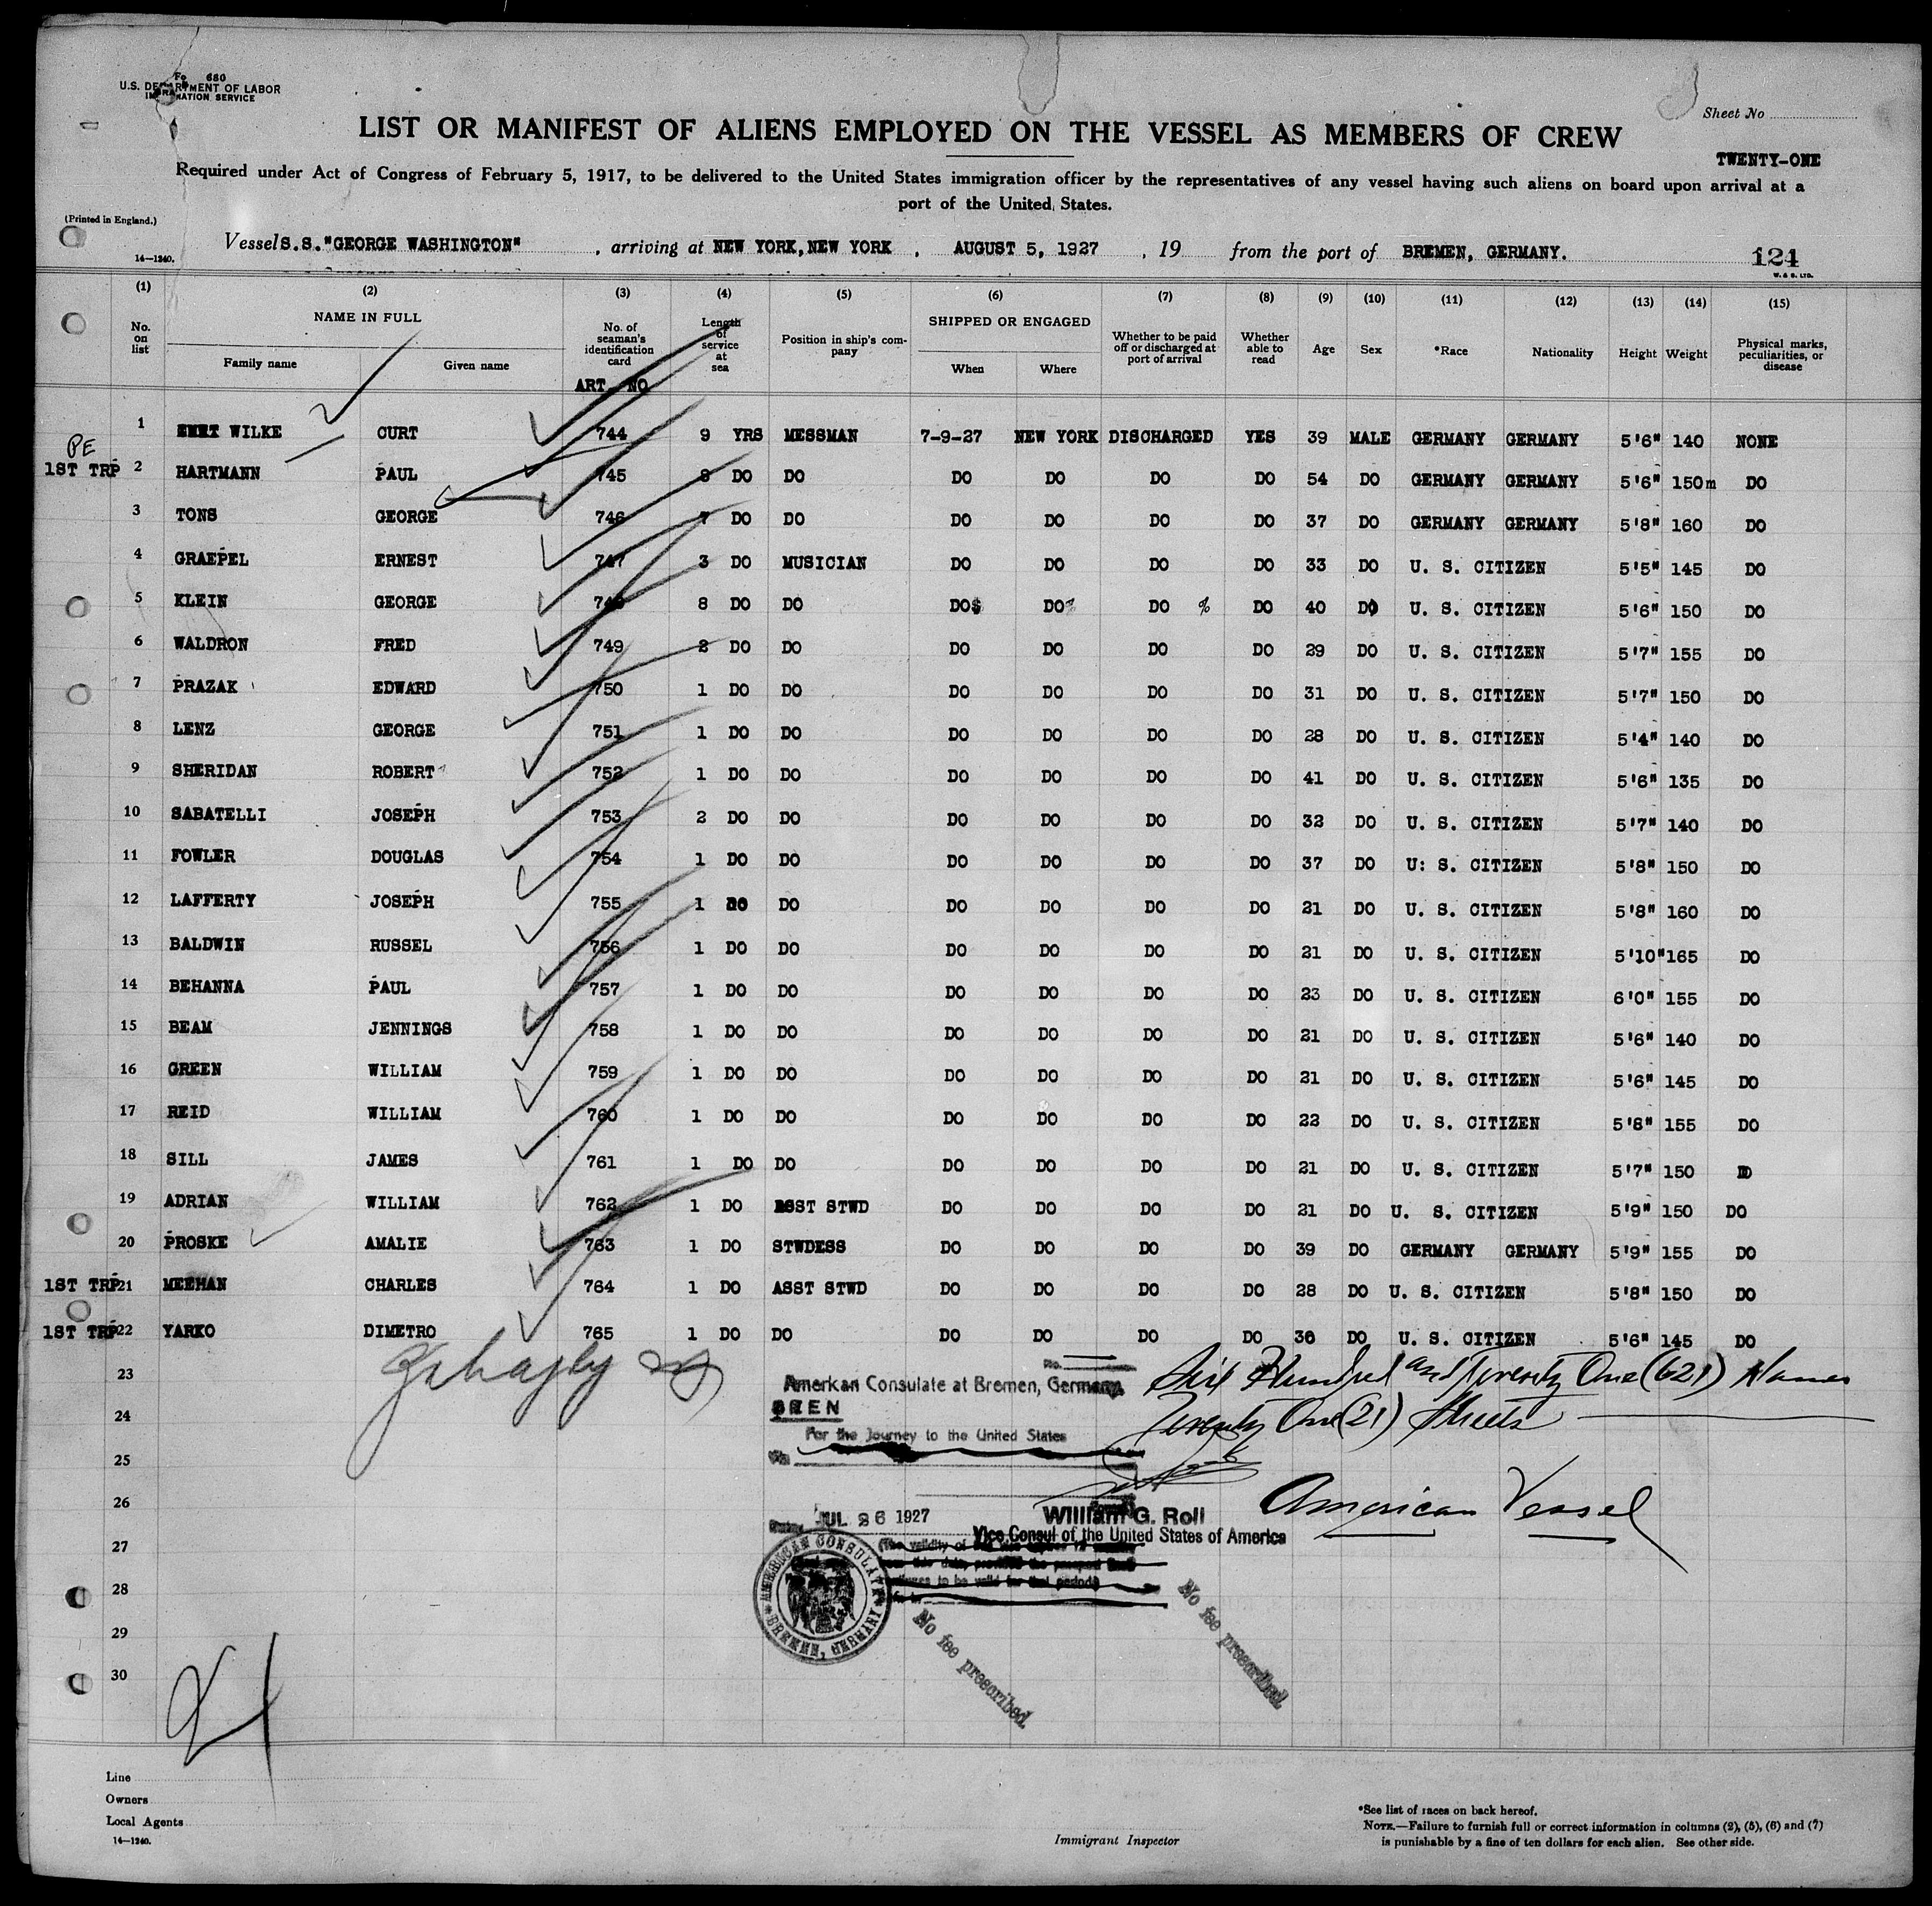 Fo 680
U.S. DEPARTMENT OF LABOR
IMMIGRATION SERVICE
Sheet No
LIST OR MANIFEST OF ALIENS EMPLOYED ON THE VESSEL AS MEMBERS OF CREW
TWENTY-ONE
Required under Act of Congress of February 5, 1917, to be delivered to the United States immigration officer by the representatives of any vessel having such aliens on board upon arrival at a
port of the United States.
(Printed in England.)
Vessel S.S."GEORGE WASHINGTON" , arriving at NEW YORK,NEW YORK , AUGUST 5, 1927 , 19 from the port of BREMEN, GERMANY.
14—1240.
124
W. & S. LTD.
(1) (2) (3) (4) (5) (6) (7) (8) (9) (10) (11) (12) (13) (14) (15)
No. on list NAME IN FULL Family name Given name No. of seaman's identification card Length of service at sea Position in ship's company SHIPPED OR ENGAGED When Where Whether to be paid off or discharged at port of arrival Whether able to read Age Sex *Race Nationality Height Weight Physical marks, peculiarities, or disease
ART. NO
1 WILKE CURT 744 9 YRS MESSMAN 7-9-27 NEW YORK DISCHARGED YES 39 MALE GERMANY GERMANY 5'6" 140 NONE
PE
1ST TRP 2 HARTMANN PAUL 745 8 DO DO DO DO DO DO 54 DO GERMANY GERMANY 5'6" 150m DO
3 TONS GEORGE 746 7 DO DO DO DO DO DO 37 DO GERMANY GERMANY 5'8" 160 DO
4 GRAEPEL ERNEST 747 3 DO MUSICIAN DO DO DO DO 33 DO U. S. CITIZEN 5'5" 145 DO
5 KLEIN GEORGE 748 8 DO DO DO$ DO% DO % DO 40 DO U. S. CITIZEN 5'6" 150 DO
6 WALDRON FRED 749 2 DO DO DO DO DO DO 29 DO U. S. CITIZEN 5'7" 155 DO
7 PRAZAK EDWARD 750 1 DO DO DO DO DO DO 31 DO U. S. CITIZEN 5'7" 150 DO
8 LENZ GEORGE 751 1 DO DO DO DO DO DO 28 DO U. S. CITIZEN 5'4" 140 DO
9 SHERIDAN ROBERT 752 1 DO DO DO DO DO DO 41 DO U. S. CITIZEN 5'6" 135 DO
10 SABATELLI JOSEPH 753 2 DO DO DO DO DO DO 32 DO U. S. CITIZEN 5'7" 140 DO
11 FOWLER DOUGLAS 754 1 DO DO DO DO DO DO 37 DO U: S. CITIZEN 5'8" 150 DO
12 LAFFERTY JOSEPH 755 1 DO DO DO DO DO DO 21 DO U. S. CITIZEN 5'8" 160 DO
13 BALDWIN RUSSEL 756 1 DO DO DO DO DO DO 21 DO U. S. CITIZEN 5'10" 165 DO
14 BEHANNA PAUL 757 1 DO DO DO DO DO DO 23 DO U. S. CITIZEN 6'0" 155 DO
15 BEAM JENNINGS 758 1 DO DO DO DO DO DO 21 DO U. S. CITIZEN 5'6" 140 DO
16 GREEN WILLIAM 759 1 DO DO DO DO DO DO 21 DO U. S. CITIZEN 5'6" 145 DO
17 REID WILLIAM 760 1 DO DO DO DO DO DO 22 DO U. S. CITIZEN 5'8" 155 DO
18 SILL JAMES 761 1 DO DO DO DO DO DO 21 DO U. S. CITIZEN 5'7" 150 DO
19 ADRIAN WILLIAM 762 1 DO ASST STWD DO DO DO DO 21 DO U. S. CITIZEN 5'9" 150 DO
20 PROSKE AMALIE 763 1 DO STWDESS DO DO DO DO 39 DO GERMANY GERMANY 5'9" 155 DO
1ST TRP 21 MEEHAN CHARLES 764 1 DO ASST STWD DO DO DO DO 28 DO U. S. CITIZEN 5'8" 150 DO
1ST TRP 22 YARKO DIMETRO 765 1 DO DO DO DO DO DO 36 DO U. S. CITIZEN 5'6" 145 DO
23
No.
American Consulate at Bremen, Germany.
Six Hundred and Twenty One (621) Names
24
SEEN
Twenty One (21) Sheets
For the Journey to the United States
25
26
American Vessel
JUL 26 1927
William G. Roll
Vice Consul of the United States of America
27
(The validity of
to be valid for that period)
AMERICAN CONSULATE
BREMEN, GERMANY
28
No fee prescribed.
No fee prescribed.
29
30
21
Line
Owners
Local Agents
14—1240.
Immigrant Inspector
*See list of races on back hereof.
NOTE.—Failure to furnish full or correct information in columns (2), (5), (6) and (7)
is punishable by a fine of ten dollars for each alien. See other side.